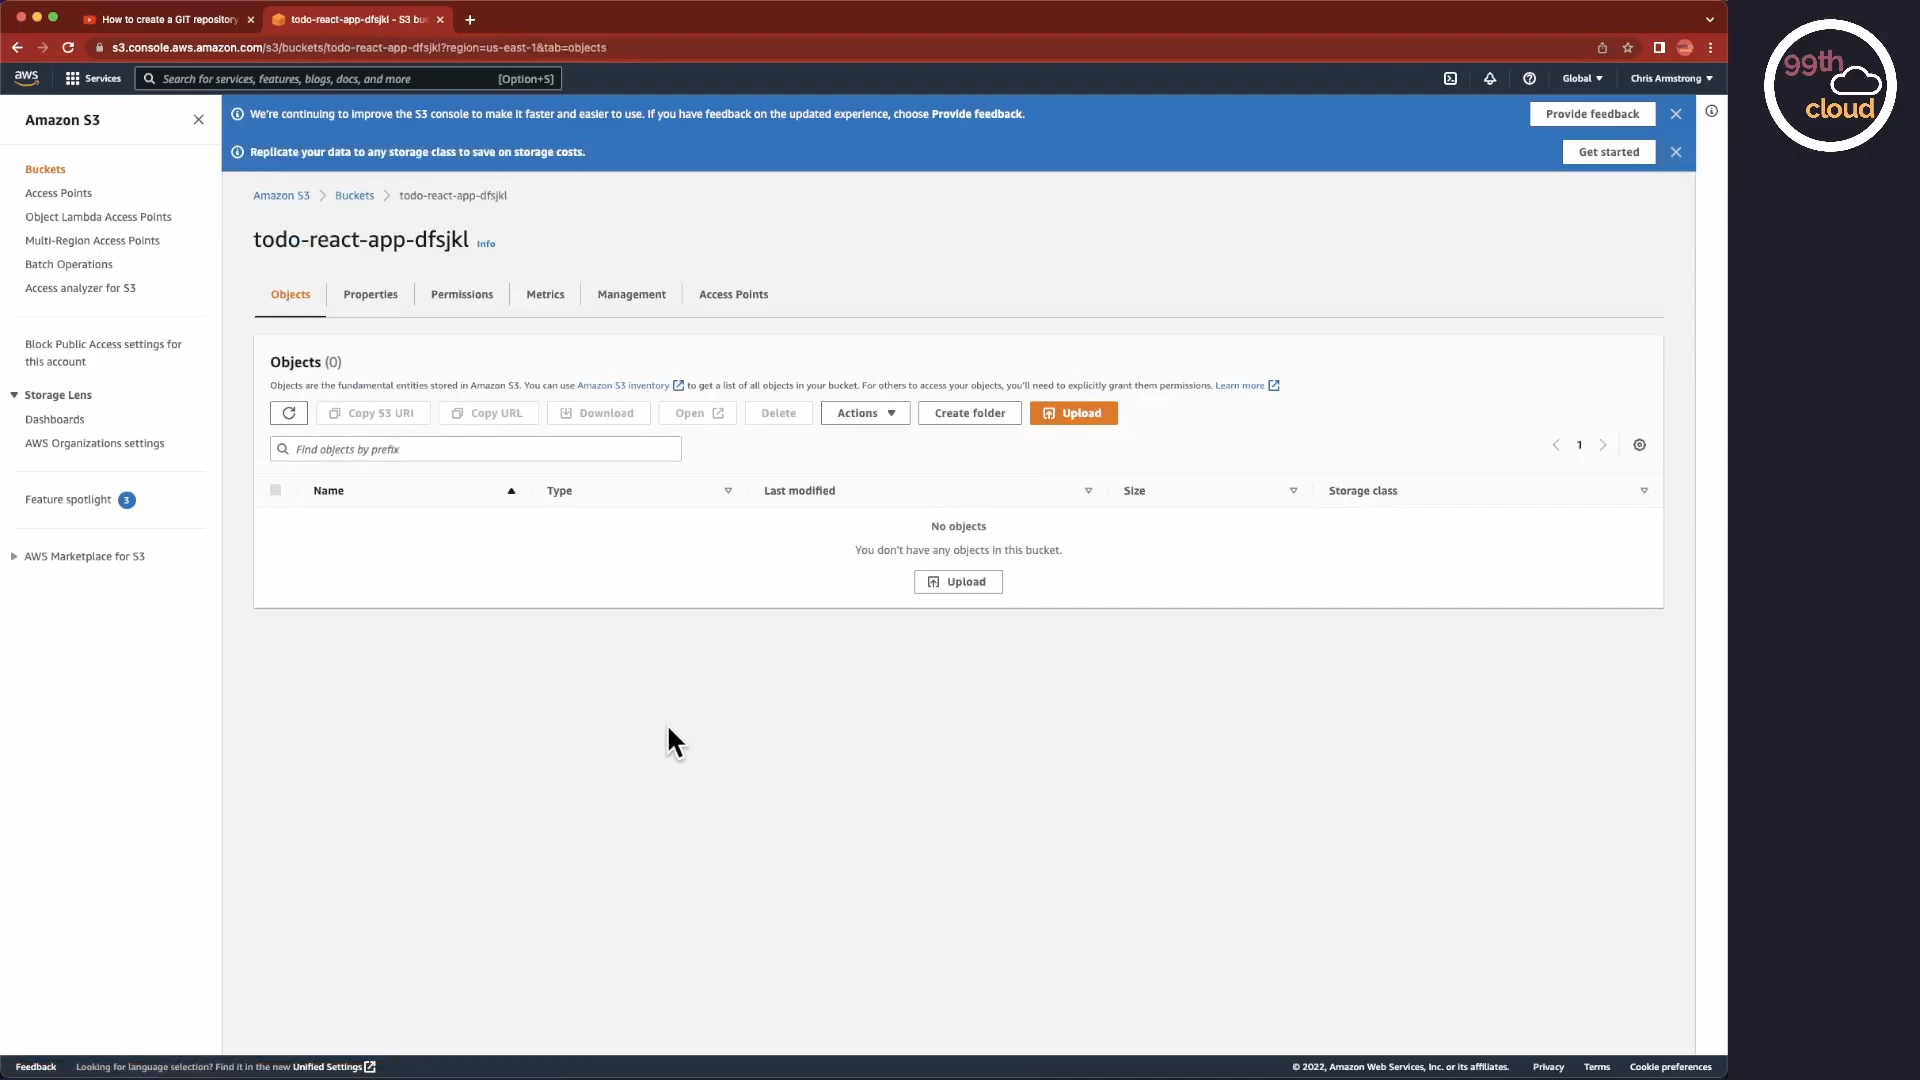 How to create a GIT repository
todo-react-app-dfsjkl - S3 buc
s3.console.aws.amazon.com/s3/buckets/todo-react-app-dfsjkl?region=us-east-1&tab=objects
aws
Services
Search for services, features, blogs, docs, and more
[Option+S]
Global
Chris Armstrong
99th
cloud
Amazon S3
Buckets
Access Points
Object Lambda Access Points
Multi-Region Access Points
Batch Operations
Access analyzer for S3
Block Public Access settings for
this account
Storage Lens
Dashboards
AWS Organizations settings
Feature spotlight 3
AWS Marketplace for S3
We're continuing to improve the S3 console to make it faster and easier to use. If you have feedback on the updated experience, choose Provide feedback.
Provide feedback
Replicate your data to any storage class to save on storage costs.
Get started
Amazon S3 Buckets todo-react-app-dfsjkl
todo-react-app-dfsjkl Info
Objects Properties Permissions Metrics Management Access Points
Objects (0)
Objects are the fundamental entities stored in Amazon S3. You can use Amazon S3 inventory to get a list of all objects in your bucket. For others to access your objects, you'll need to explicitly grant them permissions. Learn more
Copy S3 URI Copy URL Download Open Delete Actions Create folder Upload
Find objects by prefix
1
Name Type Last modified Size Storage class
No objects
You don't have any objects in this bucket.
Upload
Feedback Looking for language selection? Find it in the new Unified Settings
© 2022, Amazon Web Services, Inc. or its affiliates. Privacy Terms Cookie preferences